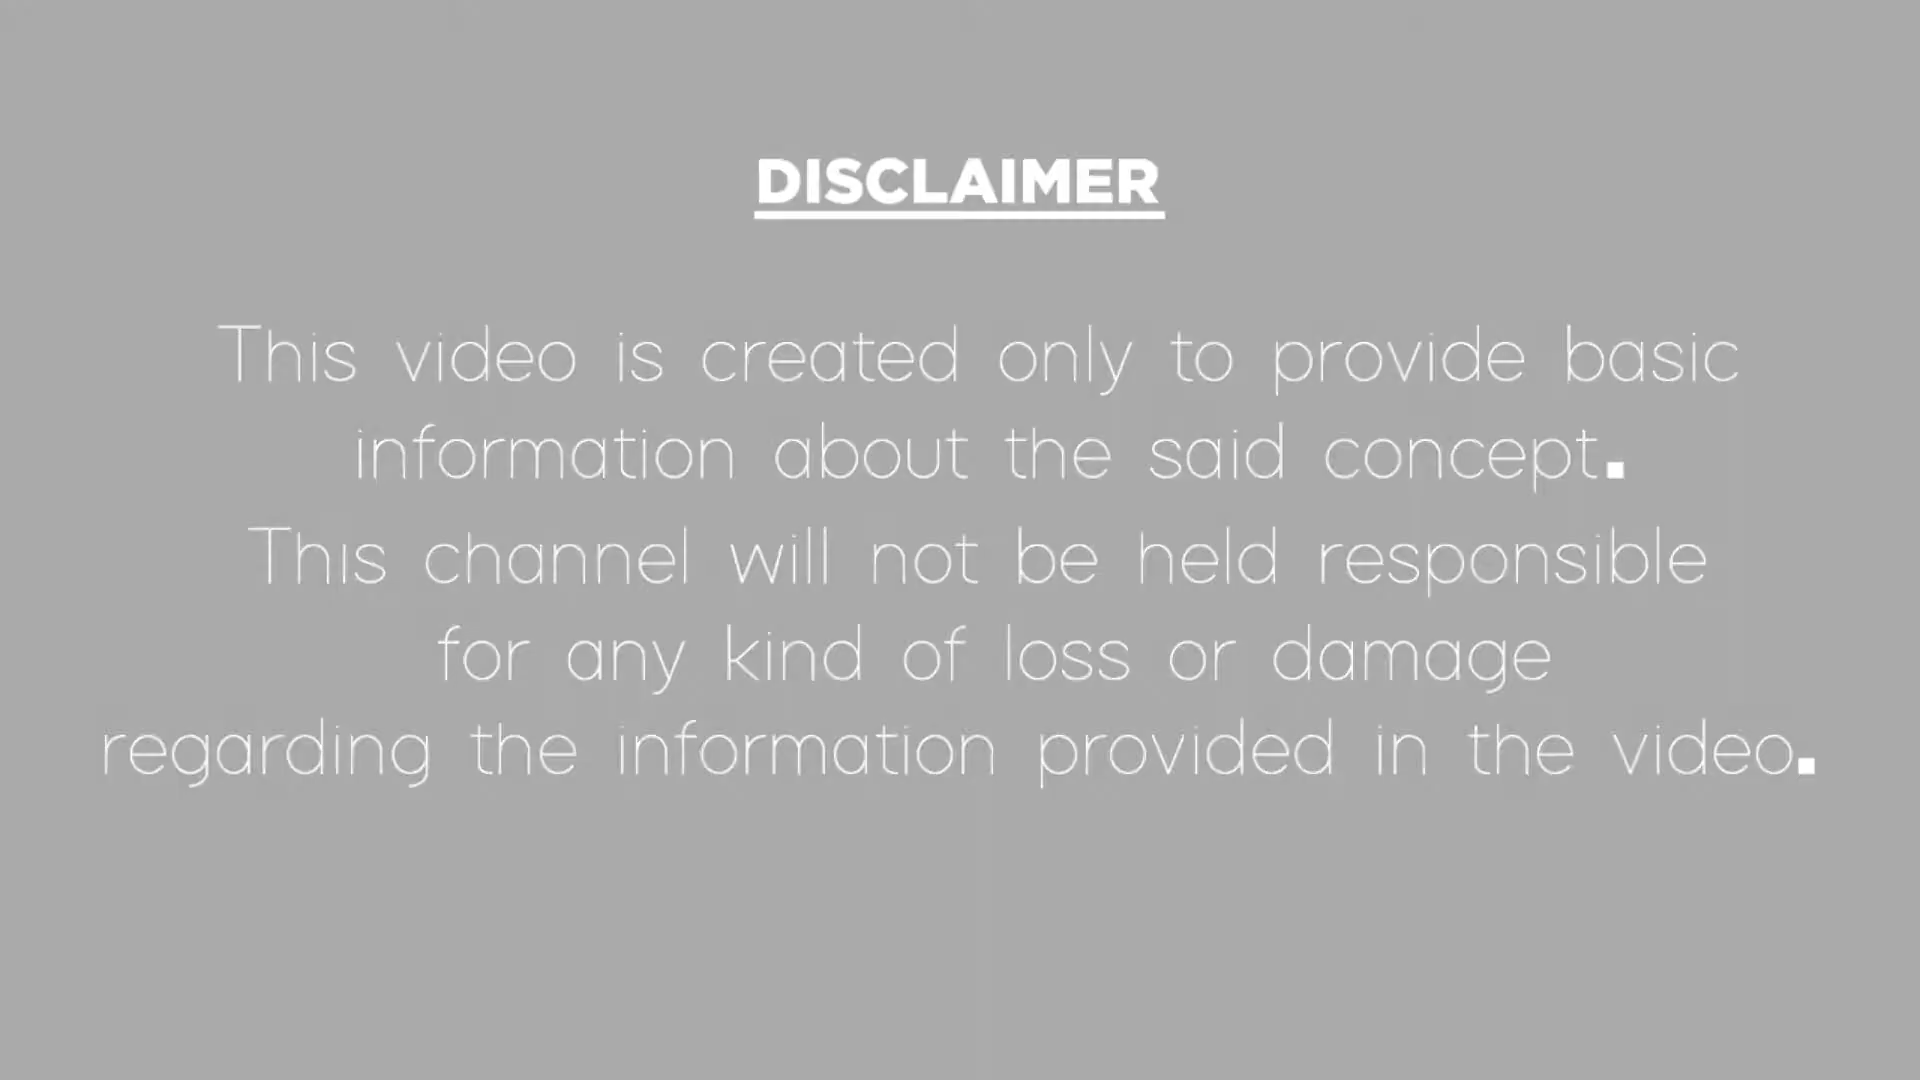 DISCLAIMER
This video is created only to provide basic
information about the said concept.
This channel will not be held responsible
for any kind of loss or damage
regarding the information provided in the video.